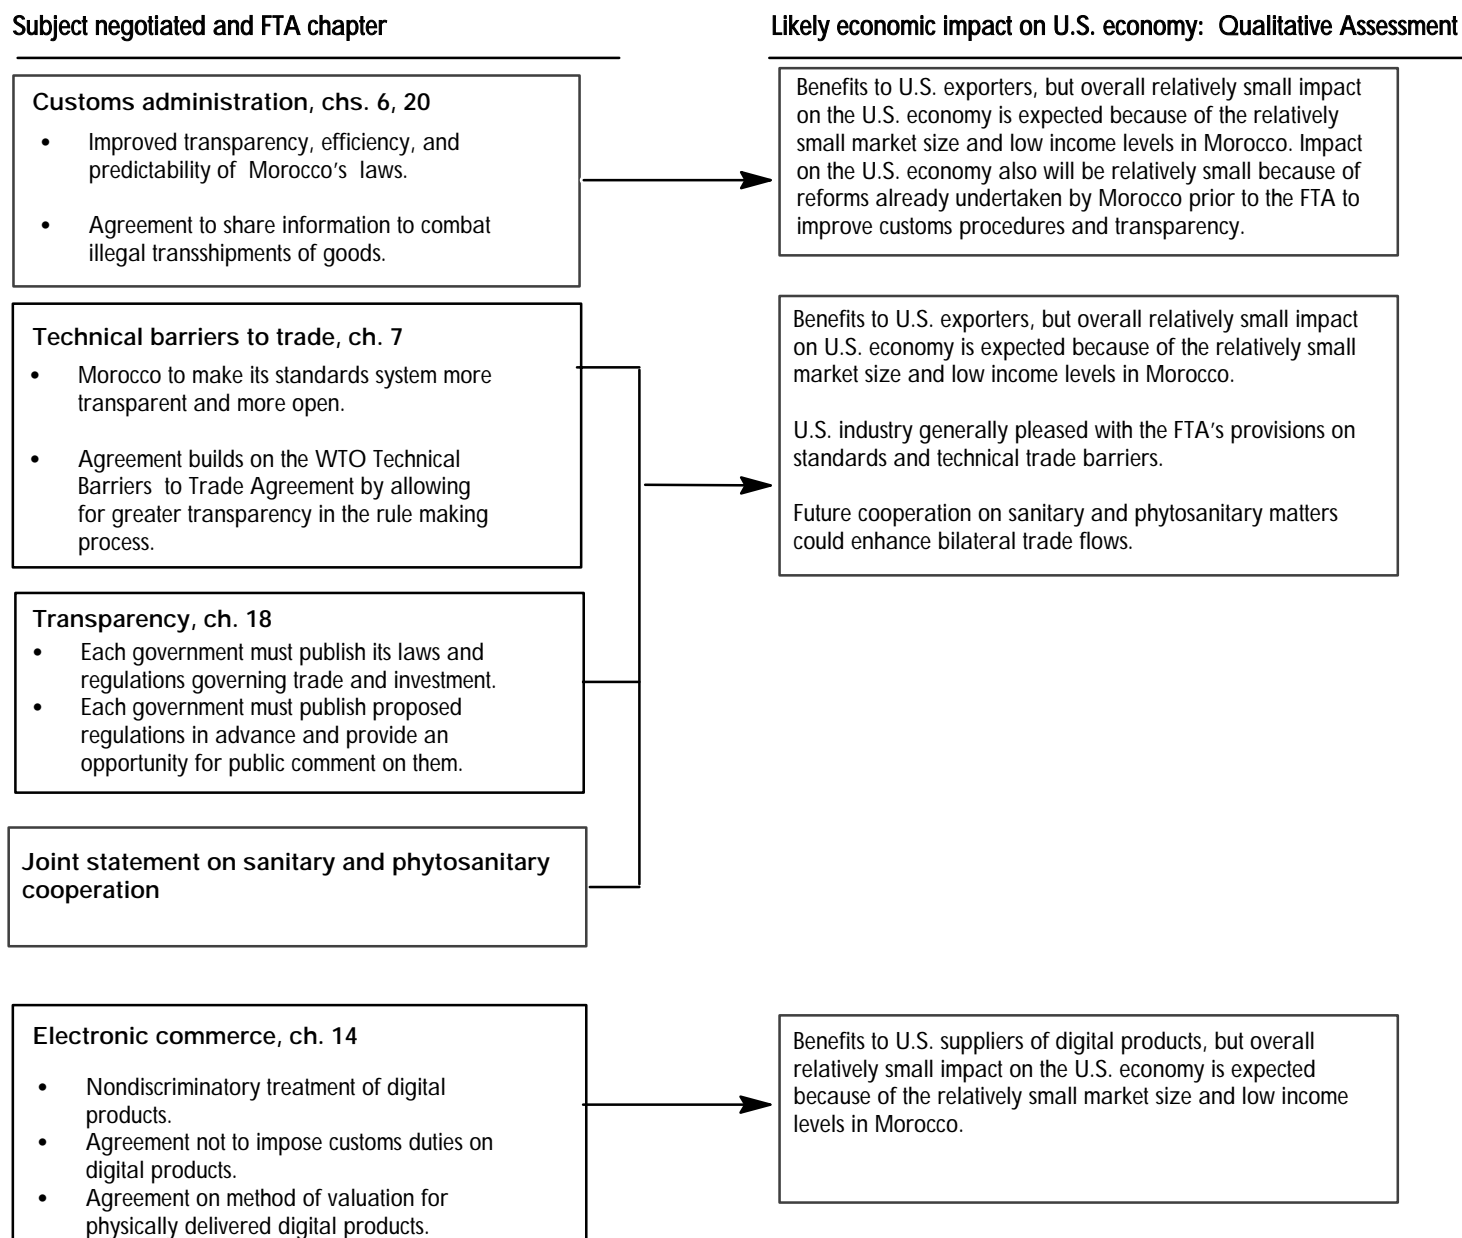 Subject negotiated and FTA chapter
Likely economic impact on U.S. economy: Qualitative Assessment
Customs administration, chs. 6, 20
• Improved transparency, efficiency, and
predictability of Morocco's laws.
• Agreement to share information to combat
illegal transshipments of goods.
Benefits to U.S. exporters, but overall relatively small impact
on the U.S. economy is expected because of the relatively
small market size and low income levels in Morocco. Impact
on the U.S. economy also will be relatively small because of
reforms already undertaken by Morocco prior to the FTA to
improve customs procedures and transparency.
Technical barriers to trade, ch. 7
• Morocco to make its standards system more
transparent and more open.
• Agreement builds on the WTO Technical
Barriers to Trade Agreement by allowing
for greater transparency in the rule making
process.
Benefits to U.S. exporters, but overall relatively small impact
on U.S. economy is expected because of the relatively small
market size and low income levels in Morocco.
U.S. industry generally pleased with the FTA's provisions on
standards and technical trade barriers.
Future cooperation on sanitary and phytosanitary matters
could enhance bilateral trade flows.
Transparency, ch. 18
• Each government must publish its laws and
regulations governing trade and investment.
• Each government must publish proposed
regulations in advance and provide an
opportunity for public comment on them.
Joint statement on sanitary and phytosanitary
cooperation
Electronic commerce, ch. 14
• Nondiscriminatory treatment of digital
products.
• Agreement not to impose customs duties on
digital products.
• Agreement on method of valuation for
physically delivered digital products.
Benefits to U.S. suppliers of digital products, but overall
relatively small impact on the U.S. economy is expected
because of the relatively small market size and low income
levels in Morocco.